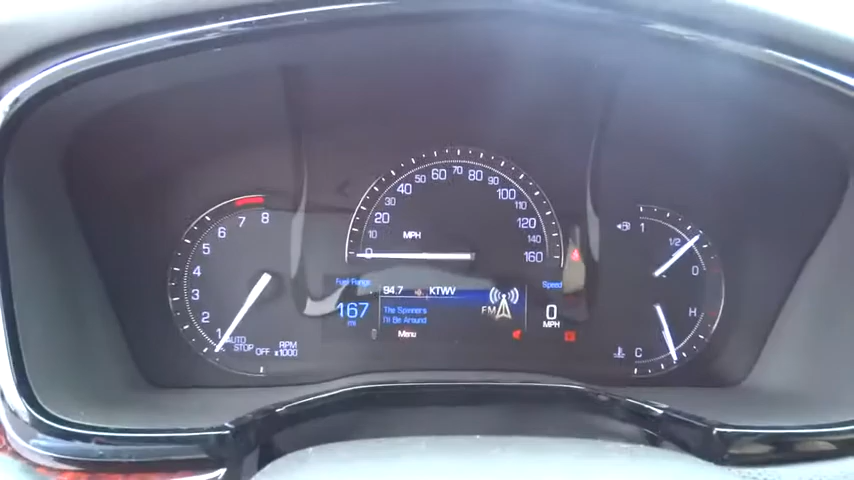 8
7
6
5
4
3
2
1
AUTO
STOP
OFF
RPM
x1000
0
10
20
30
40
50
60
70
80
90
100
110
120
140
160
MPH
Fuel Range
167
mi
94.7 KTWV
The Spinners
I'll Be Around
Menu
FM
Speed
0
MPH
1
1/2
0
H
C